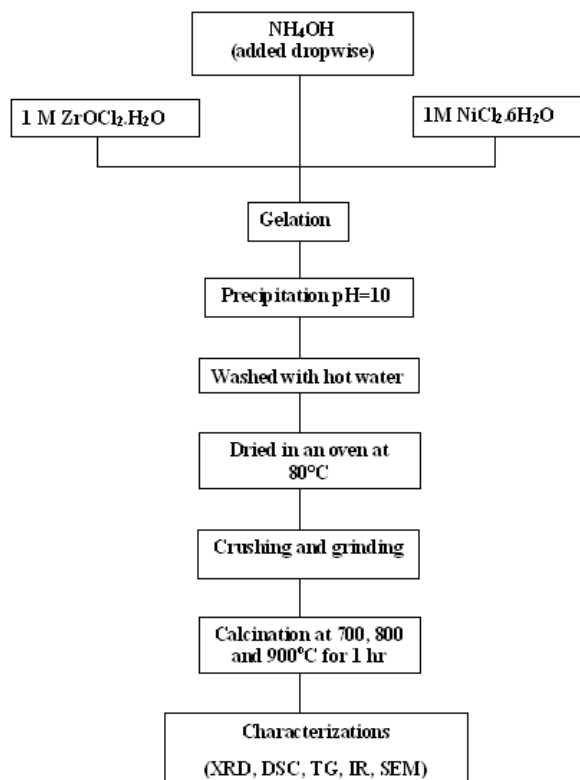 NH₄OH
(added dropwise)
1 M ZrOCl₂.H₂O
1M NiCl₂.6H₂O
Gelation
Precipitation pH=10
Washed with hot water
Dried in an oven at
80°C
Crushing and grinding
Calcination at 700, 800
and 900°C for 1 hr
Characterizations
(XRD, DSC, TG, IR, SEM)